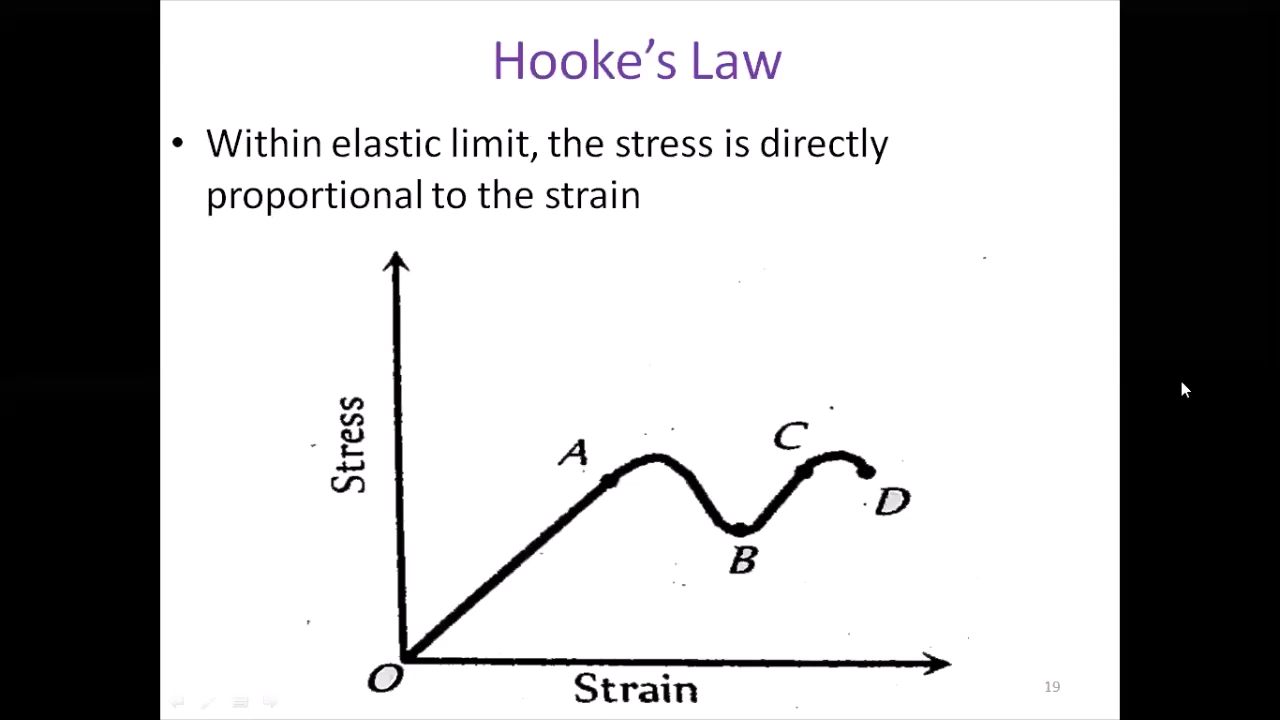 Hooke’s Law
• Within elastic limit, the stress is directly
proportional to the strain
Stress
A
C
D
B
O
Strain
19